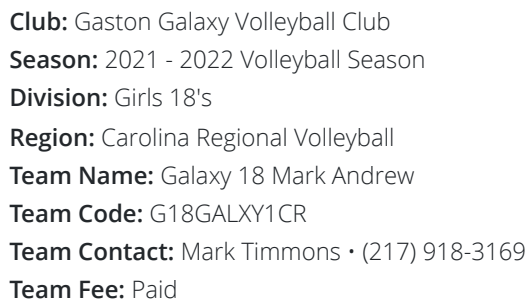 Club: Gaston Galaxy Volleyball Club
Season: 2021 - 2022 Volleyball Season
Division: Girls 18's
Region: Carolina Regional Volleyball
Team Name: Galaxy 18 Mark Andrew
Team Code: G18GALXY1CR
Team Contact: Mark Timmons • (217) 918-3169
Team Fee: Paid